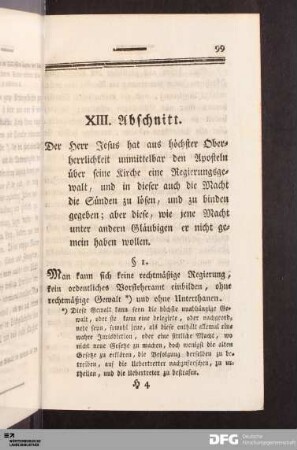 99
XIII. Abschnitt.
Der Herr Jesus hat aus höchster Ober-
herrlichkeit unmittelbar den Aposteln
über seine Kirche eine Regierungsge-
walt, und in dieser auch die Macht
die Sünden zu lösen, und zu binden
gegeben; aber diese, wie jene Macht
unter andern Gläubigen er nicht ge-
mein haben wollen.
§ 1.
Man kann sich keine rechtmäßige Regierung,
kein ordentliches Vorsteheramt einbilden, ohne
rechtmäßige Gewalt *) und ohne Unterthanen.
*) Diese Gewalt kann seyn die höchste unabhängige Ge-
walt, oder sie kann eine delegirte, oder nachgeord-
nete seyn, sowohl jene, als diese enthält allemal eine
wahre Jurisdiction, oder eine sittliche Macht, wo
nicht neue Gesetze zu machen, doch wenigst die alten
Gesetze zu erklären, die Befolgung derselben zu be-
treiben, auf die Uebertretter nachzuforschen, zu ur-
theilen, und die Uebertretter zu bestrafen.
H 4
DFG Deutsche
Forschungsgemeinschaft